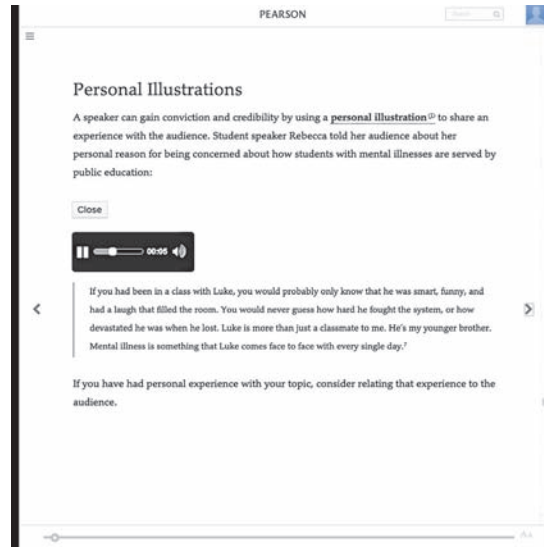 PEARSON
Search
Personal Illustrations
A speaker can gain conviction and credibility by using a personal illustration to share an
experience with the audience. Student speaker Rebecca told her audience about her
personal reason for being concerned about how students with mental illnesses are served by
public education:
Close
00:05
If you had been in a class with Luke, you would probably only know that he was smart, funny, and
had a laugh that filled the room. You would never guess how hard he fought the system, or how
devastated he was when he lost. Luke is more than just a classmate to me. He's my younger brother.
Mental illness is something that Luke comes face to face with every single day.⁷
If you have had personal experience with your topic, consider relating that experience to the
audience.
AA